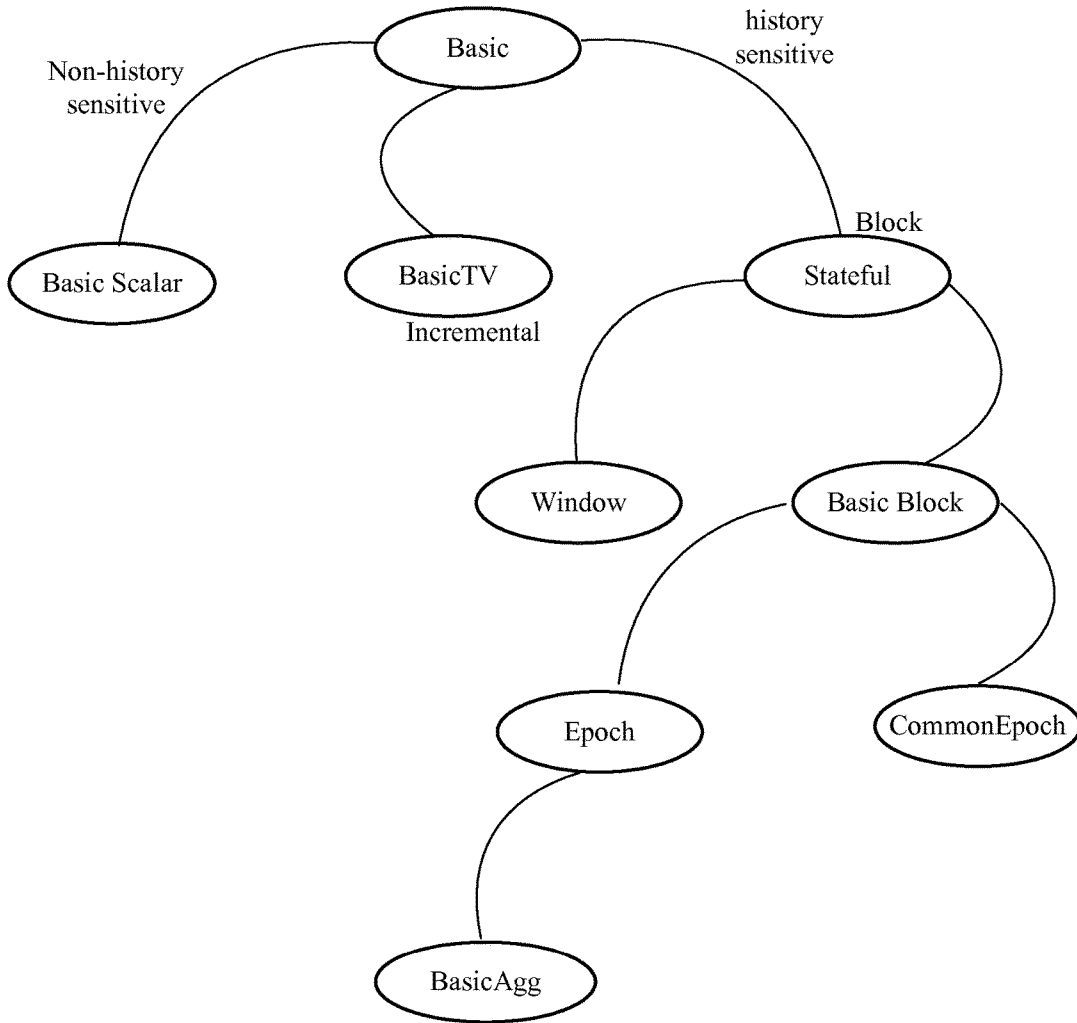 Basic
history
sensitive
Non-history
sensitive
Block
Basic Scalar
BasicTV
Stateful
Incremental
Window
Basic Block
Epoch
CommonEpoch
BasicAgg